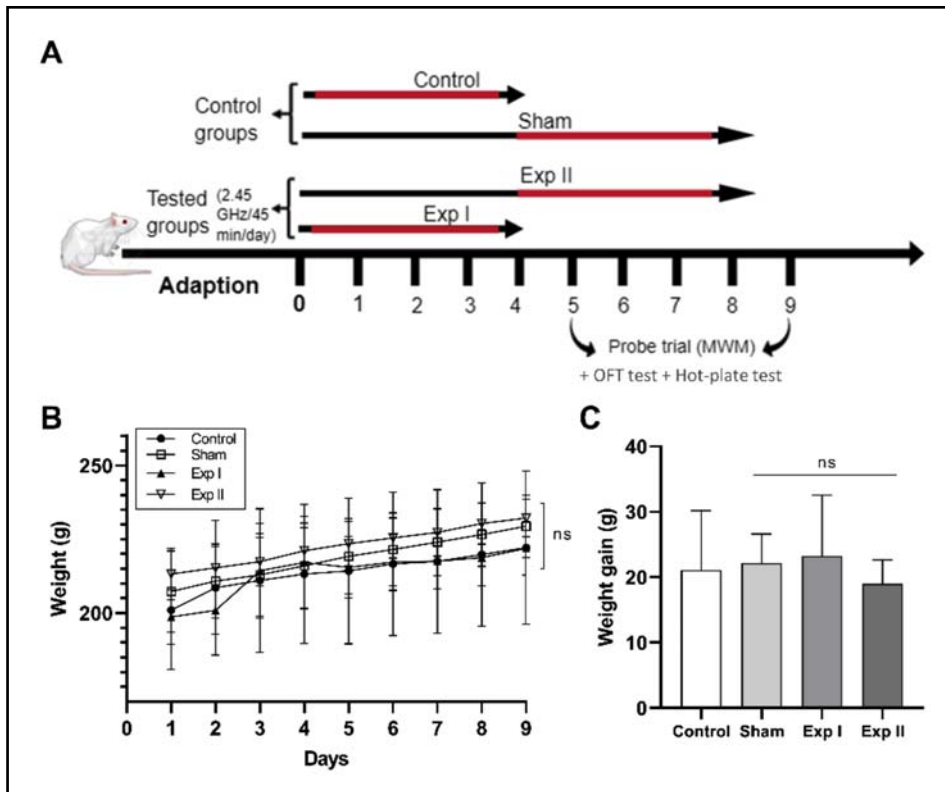 A
Control
Control
groups
Sham
Exp II
Tested
groups
(2.45
GHz/45
min/day)
Exp I
Adaption
0 1 2 3 4 5 6 7 8 9
Probe trial (MWM)
+ OFT test + Hot-plate test
B
Control
Sham
Exp I
Exp II
250
200
Weight (g)
ns
0 1 2 3 4 5 6 7 8 9
Days
C
40
30
20
10
0
Weight gain (g)
ns
Control Sham Exp I Exp II